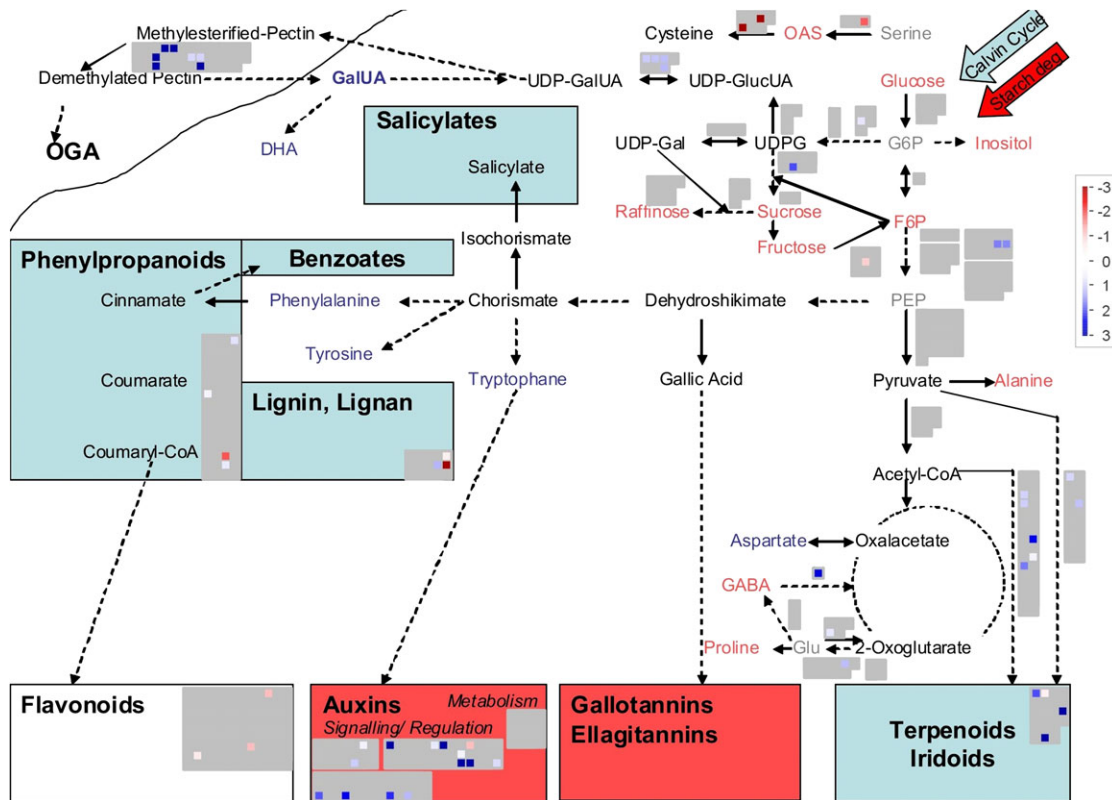 Methylesterified-Pectin
Cysteine
OAS
Serine
Calvin Cycle
Starch deg
Demethylated Pectin
GalUA
UDP-GalUA
UDP-GlucUA
Glucose
OGA
DHA
Salicylates
Salicylate
UDP-Gal
UDPG
G6P
Inositol
Raffinose
Sucrose
F6P
Fructose
-3
-2
-1
0
1
2
3
Isochorismate
Phenylpropanoids
Benzoates
Cinnamate
Phenylalanine
Chorismate
Dehydroshikimate
PEP
Tyrosine
Coumarate
Tryptophane
Gallic Acid
Pyruvate
Alanine
Lignin, Lignan
Coumaryl-CoA
Acetyl-CoA
Aspartate
Oxalacetate
GABA
Proline
Glu
2-Oxoglutarate
Flavonoids
Auxins
Metabolism
Signalling/ Regulation
Gallotannins
Ellagitannins
Terpenoids
Iridoids